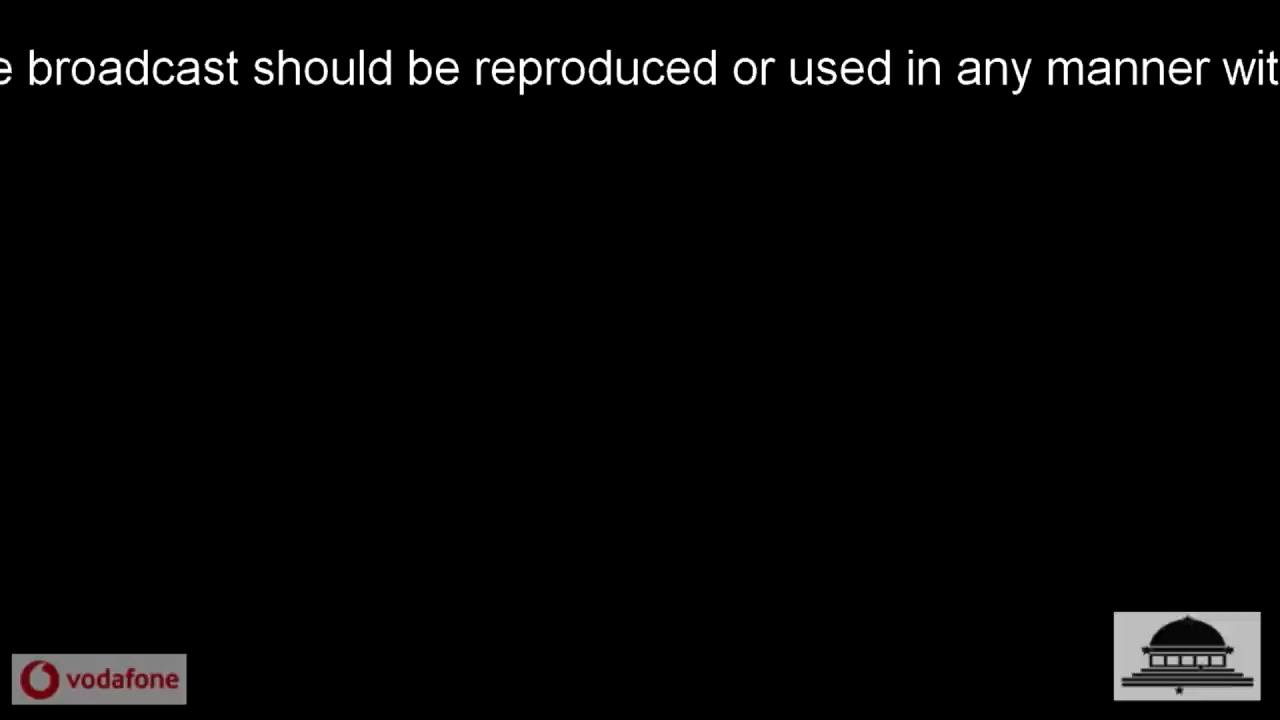 e broadcast should be reproduced or used in any manner wit
vodafone